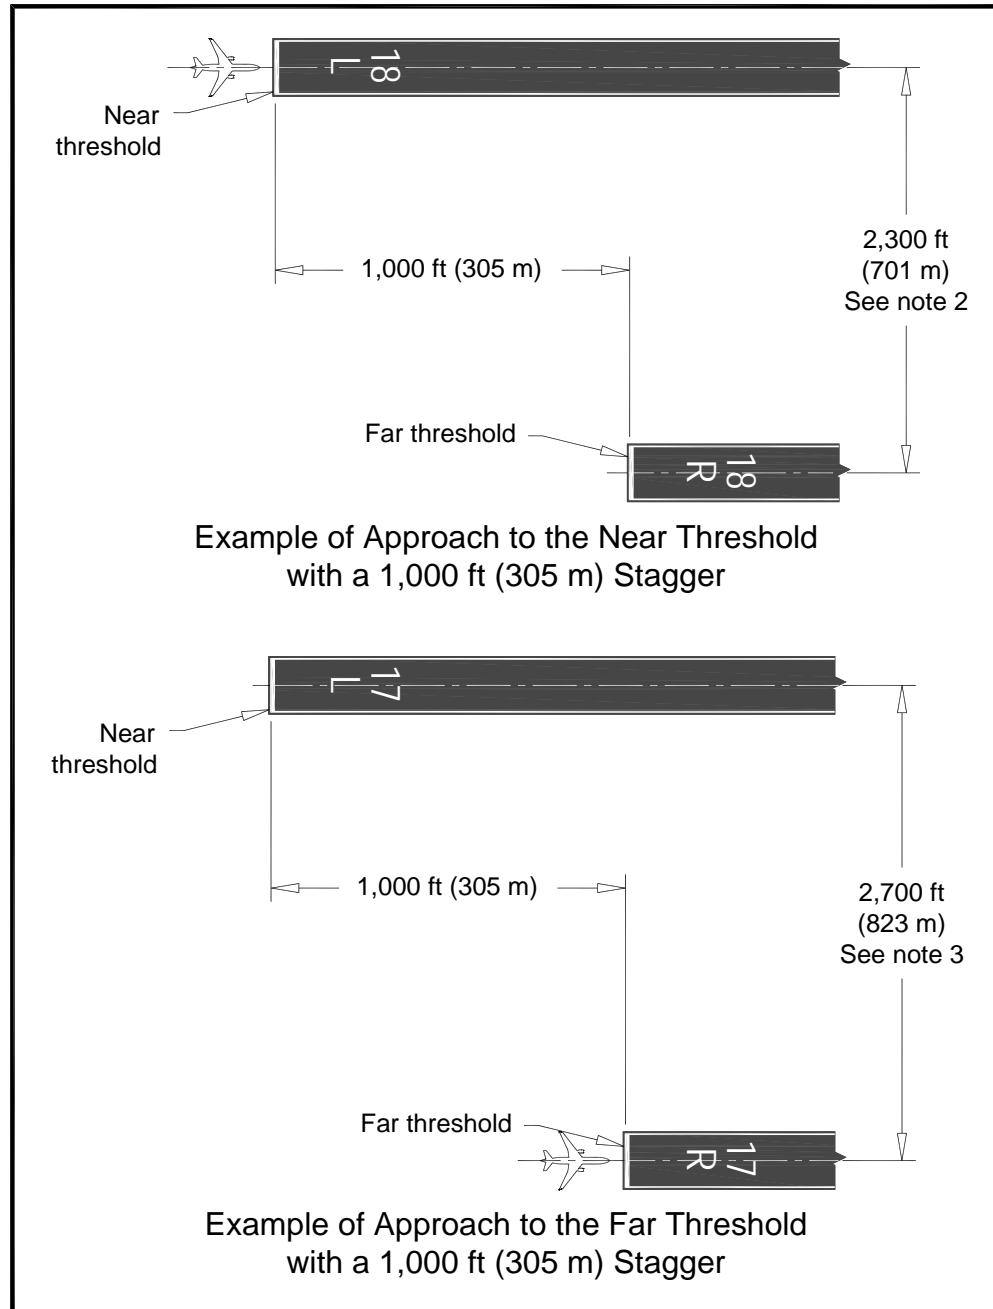 18
L
Near
threshold
2,300 ft
(701 m)
See note 2
1,000 ft (305 m)
Far threshold
18
R
Example of Approach to the Near Threshold
with a 1,000 ft (305 m) Stagger
17
L
Near
threshold
1,000 ft (305 m)
2,700 ft
(823 m)
See note 3
Far threshold
17
R
Example of Approach to the Far Threshold
with a 1,000 ft (305 m) Stagger